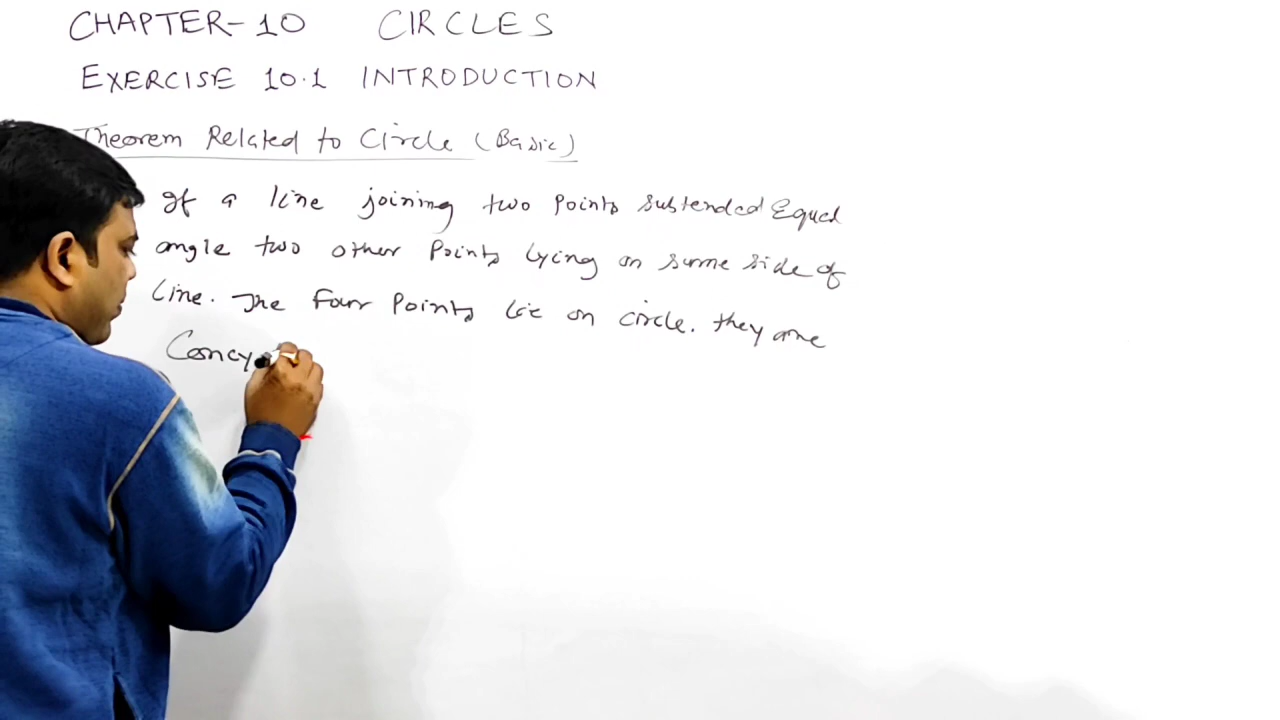 CHAPTER-10 CIRCLES
EXERCISE 10.1 INTRODUCTION
Theorem Related to Circle (Basic)
If a line joining two points subtended Equal
angle two other Points lying on same side of
line. The Four Points lie on circle. they are
Concy